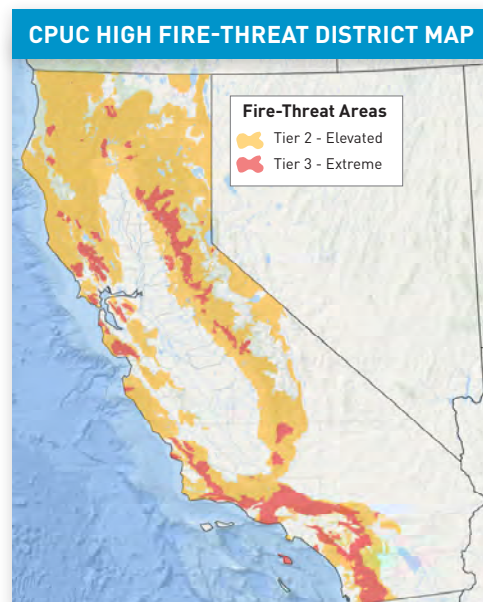 CPUC HIGH FIRE-THREAT DISTRICT MAP
Fire-Threat Areas
Tier 2 - Elevated
Tier 3 - Extreme